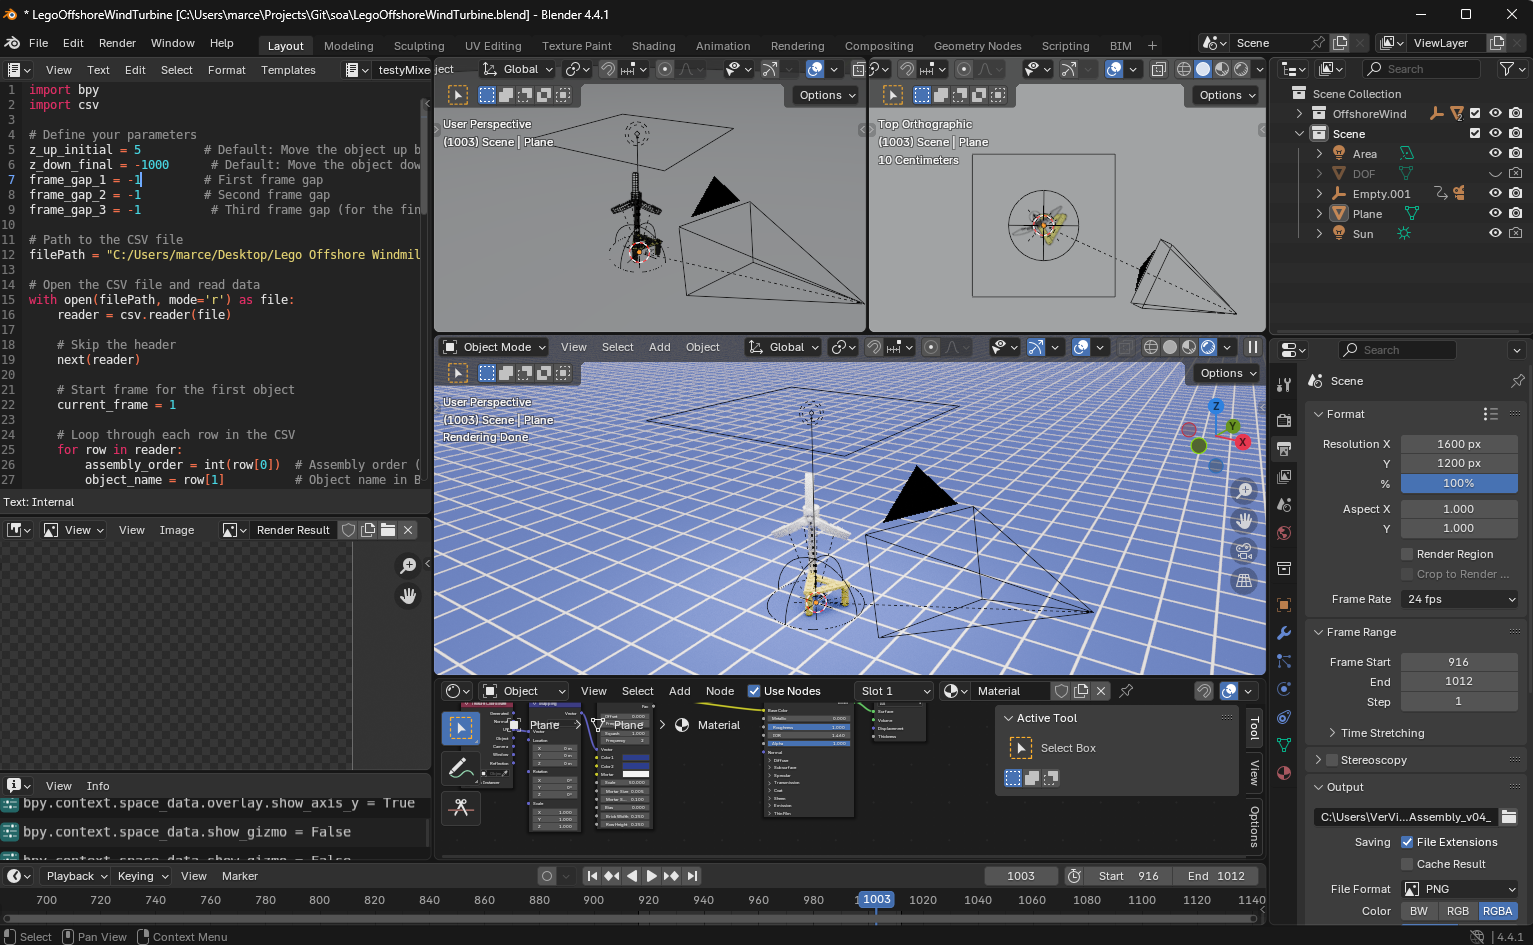 * LegoOffshoreWindTurbine [C:\Users\marce\Projects\Git\soa\LegoOffshoreWindTurbine.blend] - Blender 4.4.1
File Edit Render Window Help Layout Modeling Sculpting UV Editing Texture Paint Shading Animation Rendering Compositing Geometry Nodes Scripting BIM + Scene ViewLayer
View Text Edit Select Format Templates testyMixe
1 import bpy
2 import csv
3
4 # Define your parameters
5 z_up_initial = 5 # Default: Move the object up b
6 z_down_final = -1000 # Default: Move the object dow
7 frame_gap_1 = -1 # First frame gap
8 frame_gap_2 = -1 # Second frame gap
9 frame_gap_3 = -1 # Third frame gap (for the fin
10
11 # Path to the CSV file
12 filePath = "C:/Users/marce/Desktop/Lego Offshore Windmil
13
14 # Open the CSV file and read data
15 with open(filePath, mode='r') as file:
16 reader = csv.reader(file)
17
18 # Skip the header
19 next(reader)
20
21 # Start frame for the first object
22 current_frame = 1
23
24 # Loop through each row in the CSV
25 for row in reader:
26 assembly_order = int(row[0]) # Assembly order (
27 object_name = row[1] # Object name in B
Text: Internal
View View Image Render Result
View Info
bpy.context.space_data.overlay.show_axis_y = True
bpy.context.space_data.show_gizmo = False
bpy.context.space_data.show_gizmo = False
ject Global
Options
User Perspective
(1003) Scene | Plane
Options
Top Orthographic
(1003) Scene | Plane
10 Centimeters
Object Mode View Select Add Object Global
Options
User Perspective
(1003) Scene | Plane
Rendering Done
Z
Y
X
Object View Select Add Node Use Nodes Slot 1 Material
Plane > Plane > Material
Active Tool
Select Box
Tool
View
Options
Search
Scene Collection
OffshoreWind 2
Scene
Area
DOF
Empty.001
Plane
Sun
Search
Scene
Format
Resolution X 1600 px
Y 1200 px
% 100%
Aspect X 1.000
Y 1.000
Render Region
Crop to Render ...
Frame Rate 24 fps
Frame Range
Frame Start 916
End 1012
Step 1
Time Stretching
Stereoscopy
Output
C:\Users\VerVi...Assembly_v04_
Saving File Extensions
Cache Result
File Format PNG
Color BW RGB RGBA
Playback Keying View Marker 1003 Start 916 End 1012
700 720 740 760 780 800 820 840 860 880 900 920 940 960 980 1003 1020 1040 1060 1080 1100 1120 1140
Select Pan View Context Menu 4.4.1